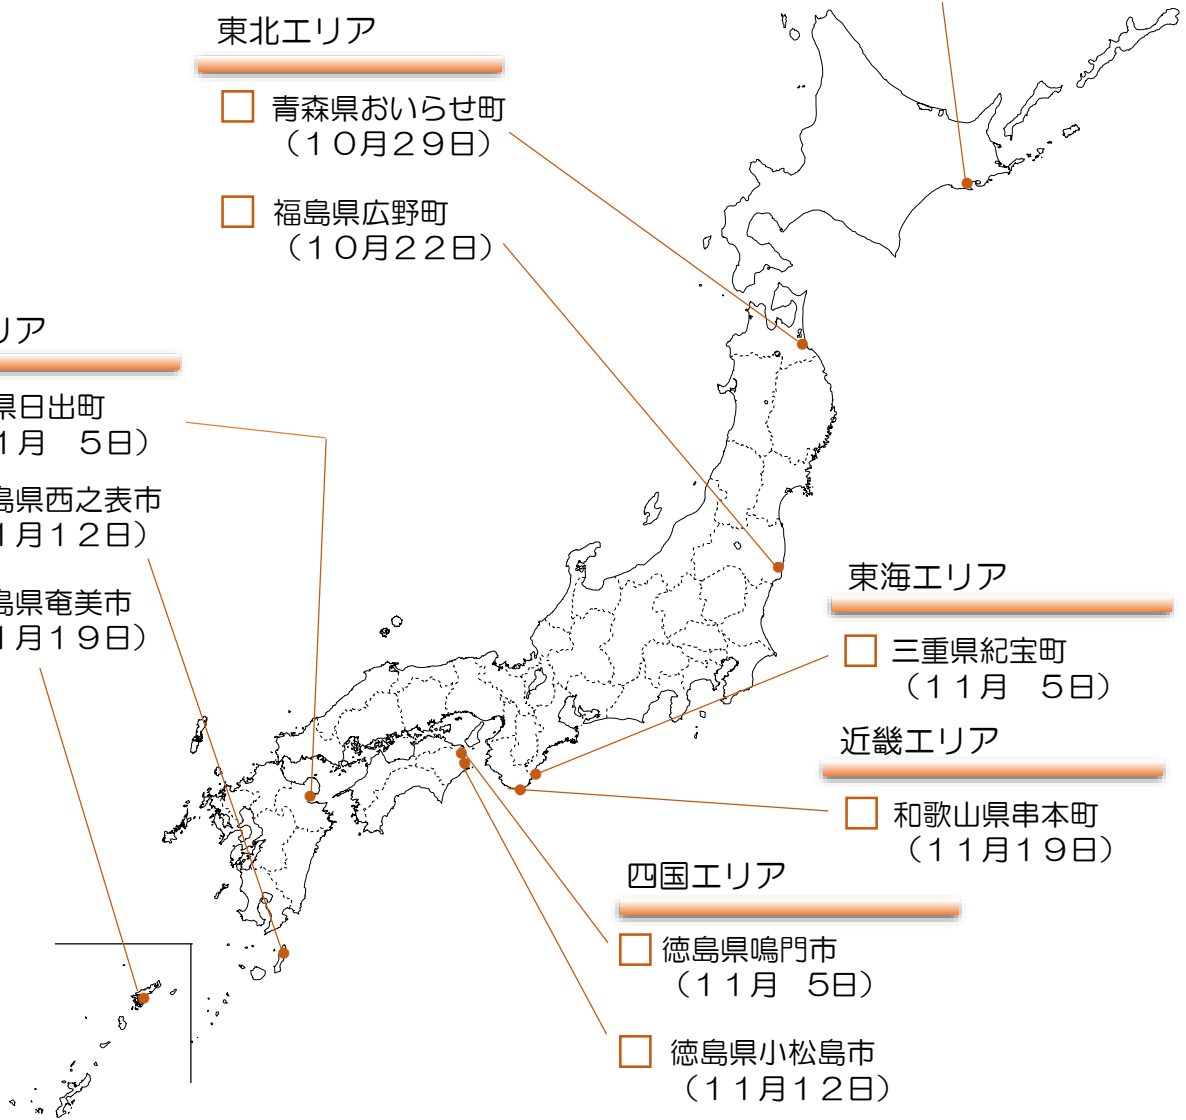 東北エリア
□ 青森県おいらせ町
(10月29日)
□ 福島県広野町
(10月22日)
リア
県日出町
1月 5日)
島県西之表市
1月12日)
島県奄美市
1月19日)
東海エリア
□ 三重県紀宝町
(11月 5日)
近畿エリア
□ 和歌山県串本町
(11月19日)
四国エリア
□ 徳島県鳴門市
(11月 5日)
□ 徳島県小松島市
(11月12日)